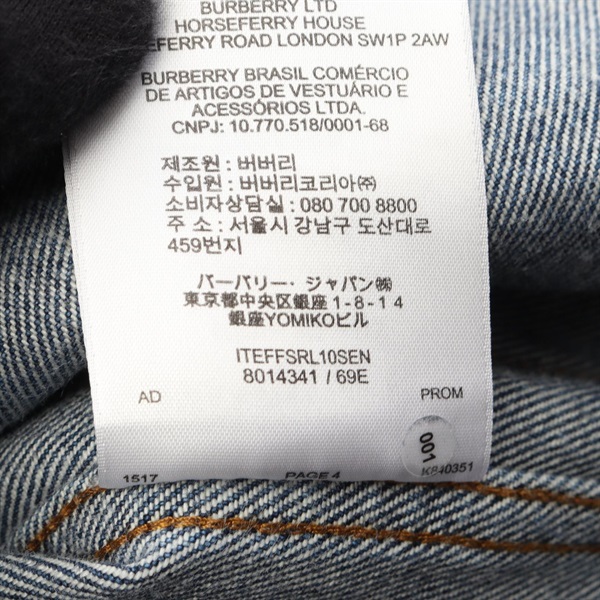 BURBERRY LTD
HORSEFERRY HOUSE
EFERRY ROAD LONDON SW1P 2AW
BURBERRY BRASIL COMÉRCIO
DE ARTIGOS DE VESTUÁRIO E
ACESSÓRIOS LTDA.
CNPJ: 10.770.518/0001-68
제조원 : 버버리
수입원 : 버버리코리아㈜
소비자상담실 : 080 700 8800
주 소 : 서울시 강남구 도산대로
459번지
バーバリー・ジャパン㈱
東京都中央区銀座1-8-14
銀座YOMIKOビル
ITEFFSRL10SEN
8014341 / 69E
AD PROM
001
1517 PAGE 4 K840351